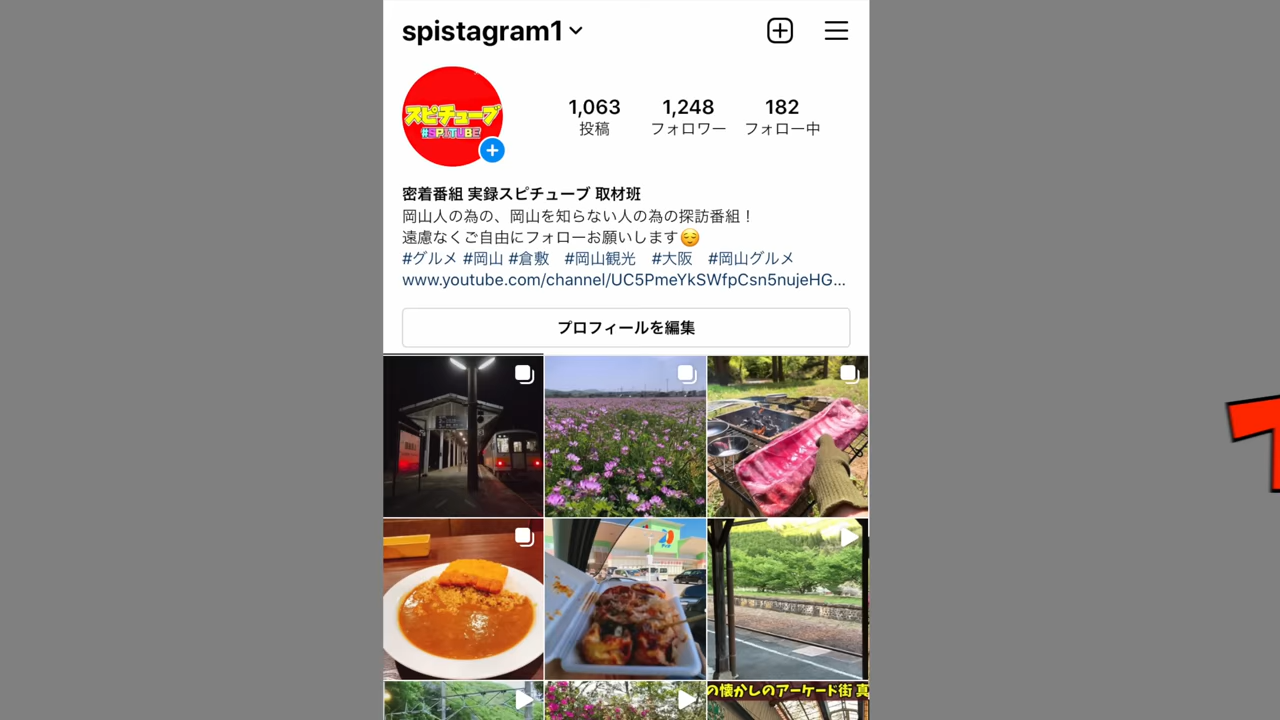 spistagram1
スピチューブ
#SPITUBE
1,063
投稿
1,248
フォロワー
182
フォロー中
密着番組 実録スピチューブ 取材班
岡山人の為の、岡山を知らない人の為の探訪番組！
遠慮なくご自由にフォローお願いします😌
#グルメ #岡山 #倉敷　#岡山観光　#大阪　#岡山グルメ
www.youtube.com/channel/UC5PmeYkSWfpCsn5nujeHG...
プロフィールを編集
の懐かしのアーケード街 真